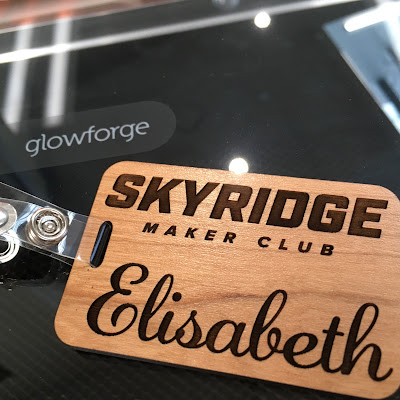 glowforge
SKYRIDGE
MAKER CLUB
Elisabeth